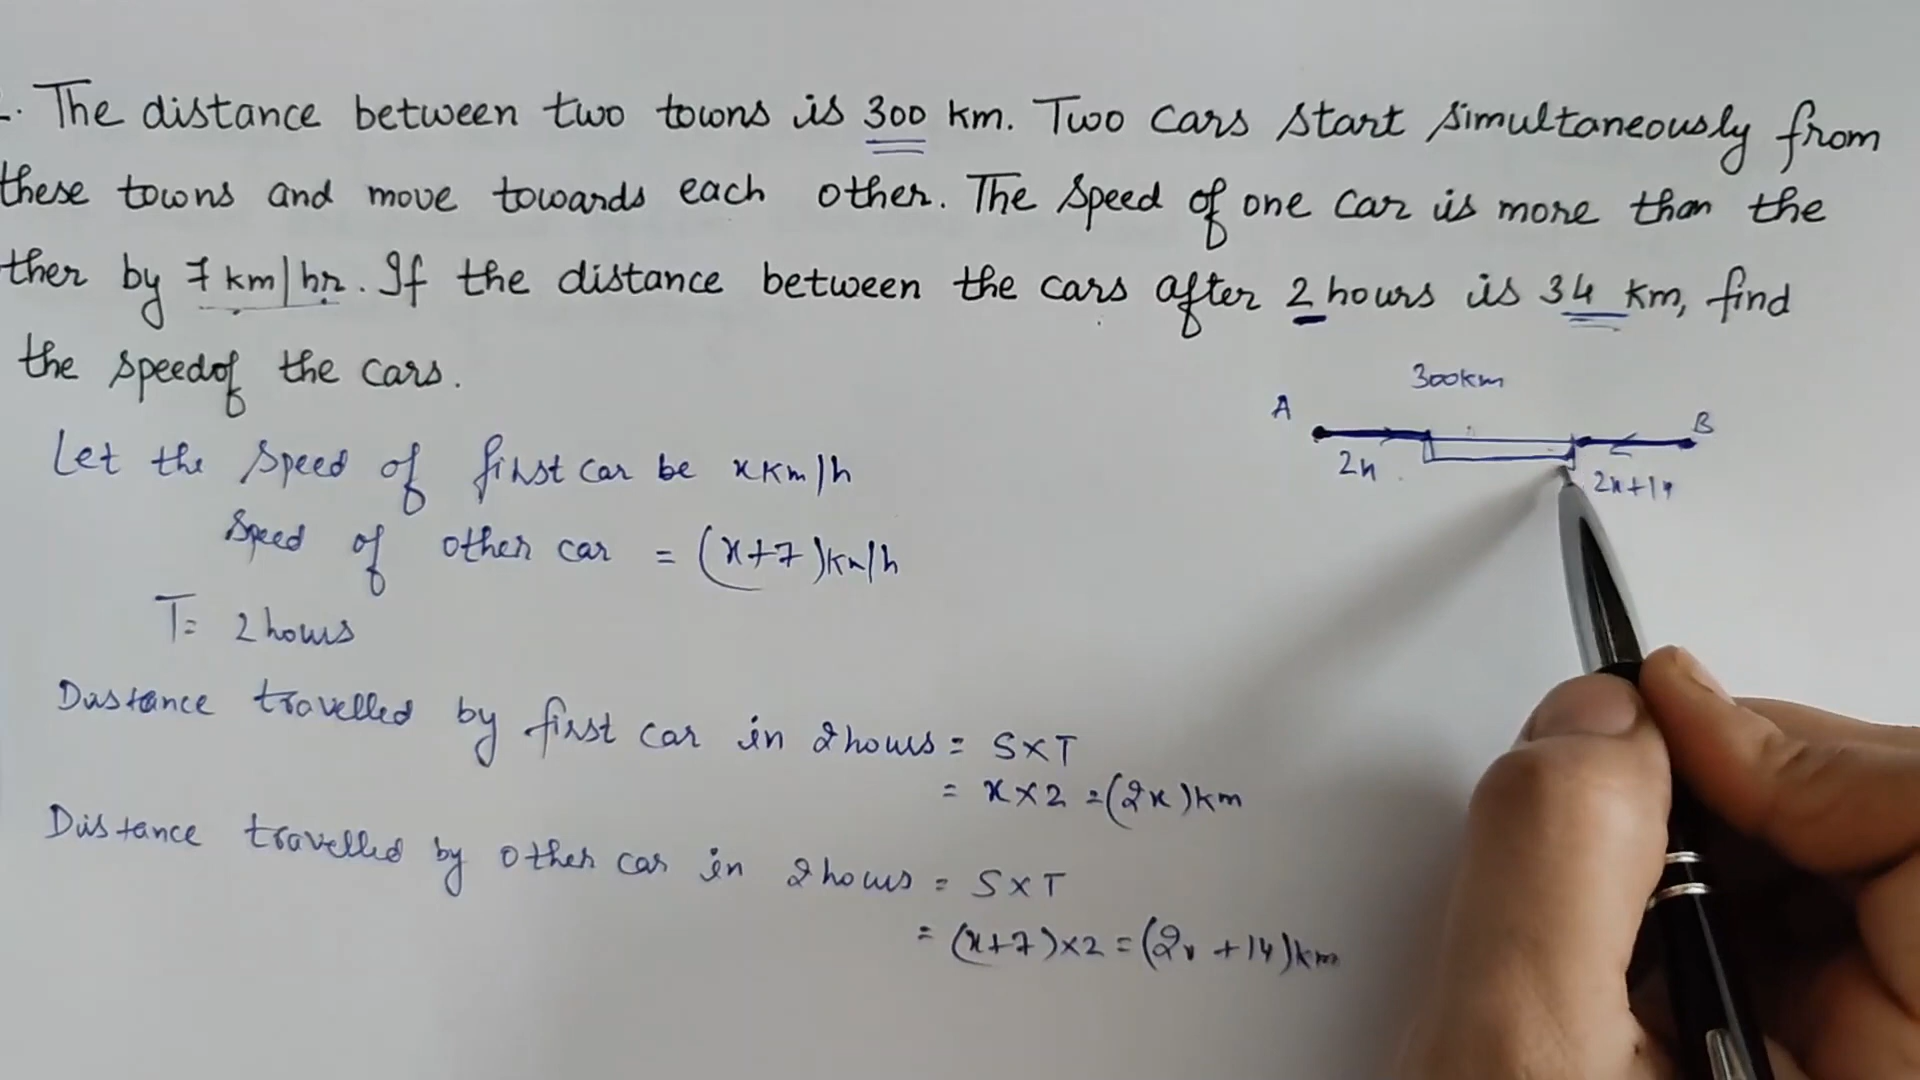 . The distance between two towns is 300 km. Two cars start simultaneously from
these towns and move towards each other. The speed of one car is more than the
ther by 7 km/hr. If the distance between the cars after 2 hours is 34 km, find
the speedof the cars.
300km
A
B
2x
2x+14
Let the speed of first car be x km/h
Speed of other car = (x+7)km/h
T= 2 hours
Distance travelled by first car in 2 hours = S×T
= x×2 =(2x)km
Distance travelled by other car in 2 hours = S×T
= (x+7)×2 = (2x+14)km